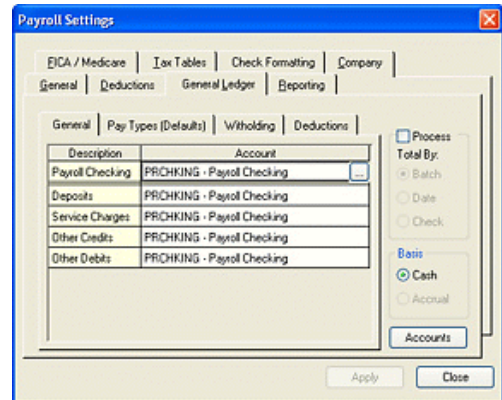 Payroll Settings
FICA / Medicare Tax Tables Check Formatting Company
General Deductions General Ledger Reporting
General Pay Types (Defaults) Witholding Deductions
Description Account
Payroll Checking PRCHKING - Payroll Checking ...
Deposits PRCHKING - Payroll Checking
Service Charges PRCHKING - Payroll Checking
Other Credits PRCHKING - Payroll Checking
Other Debits PRCHKING - Payroll Checking
Process
Total By:
Batch
Date
Check
Basis
Cash
Accrual
Accounts
Apply Close